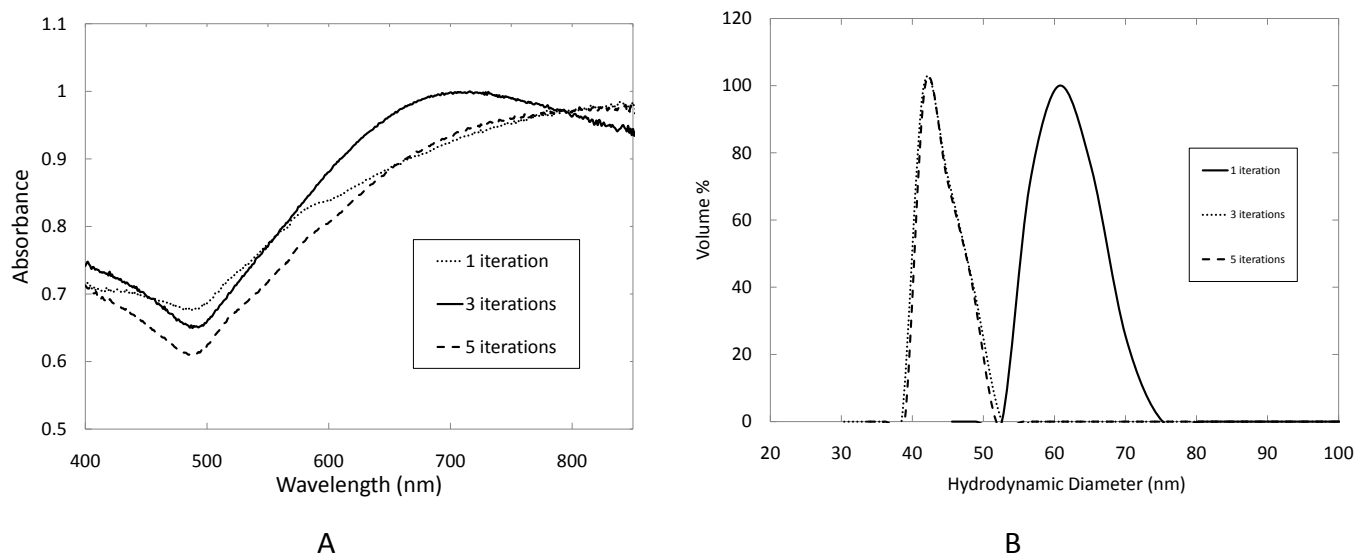 1.1
1
0.9
0.8
0.7
0.6
0.5
Absorbance
400 500 600 700 800
Wavelength (nm)
1 iteration
3 iterations
5 iterations
A
120
100
80
60
40
20
0
Volume %
20 30 40 50 60 70 80 90 100
Hydrodynamic Diameter (nm)
1 iteration
3 iterations
5 iterations
B